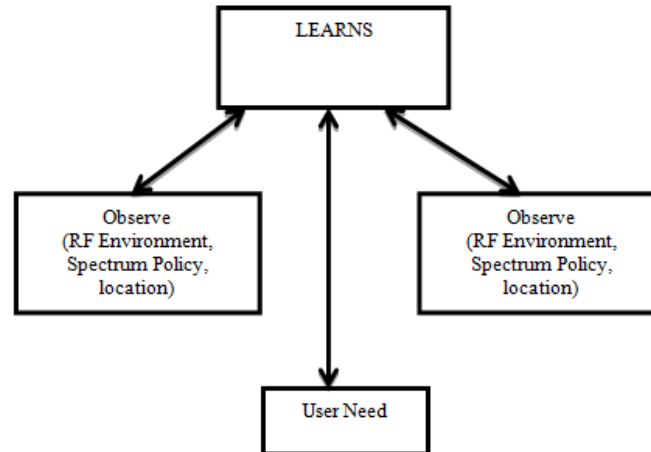 LEARNS
Observe
(RF Environment,
Spectrum Policy,
location)
Observe
(RF Environment,
Spectrum Policy,
location)
User Need